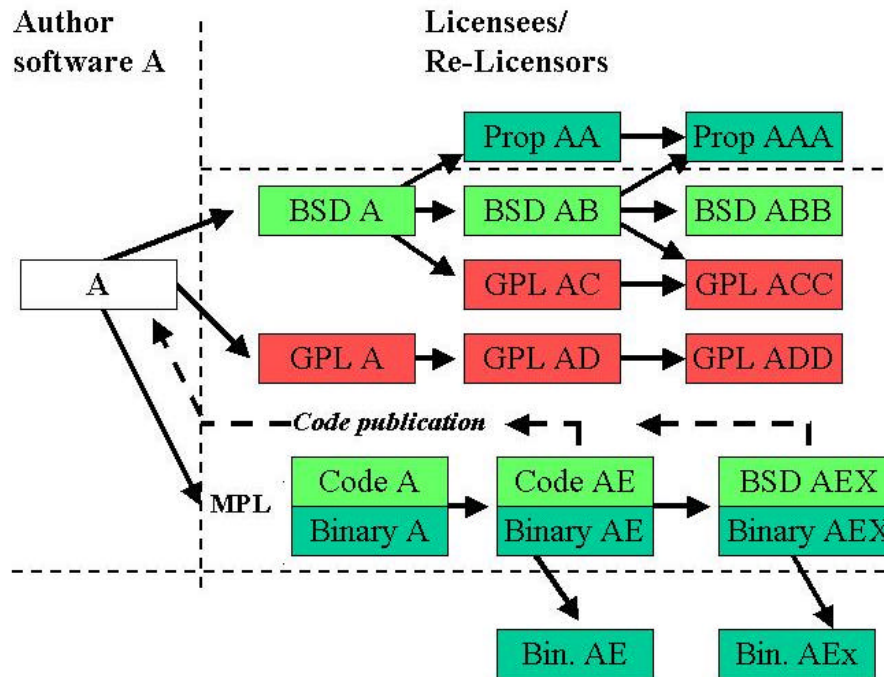 Author
software A
Licensees/
Re-Licensors
Prop AA
Prop AAA
BSD A
BSD AB
BSD ABB
A
GPL AC
GPL ACC
GPL A
GPL AD
GPL ADD
Code publication
MPL
Code A
Code AE
BSD AEX
Binary A
Binary AE
Binary AEX
Bin. AE
Bin. AEx